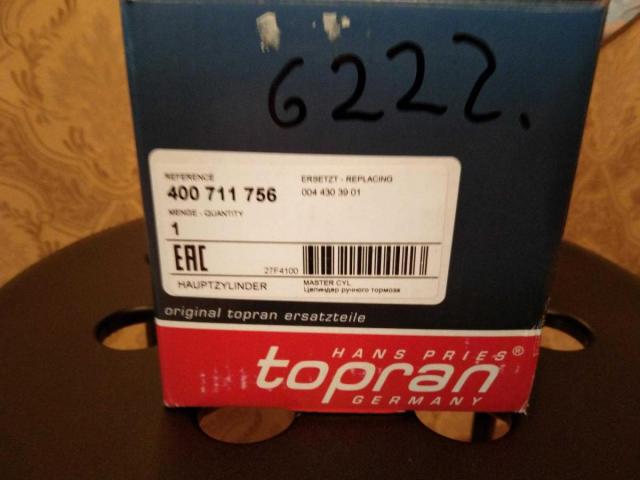 6222.
REFERENCE
400 711 756
ERSETZT - REPLACING
004 430 39 01
MENGE - QUANTITY
1
EAC
27F4100
HAUPTZYLINDER
MASTER CYL
Цилиндер ручного тормоза
original topran ersatzteile
HANS PRIES®
topran
GERMANY